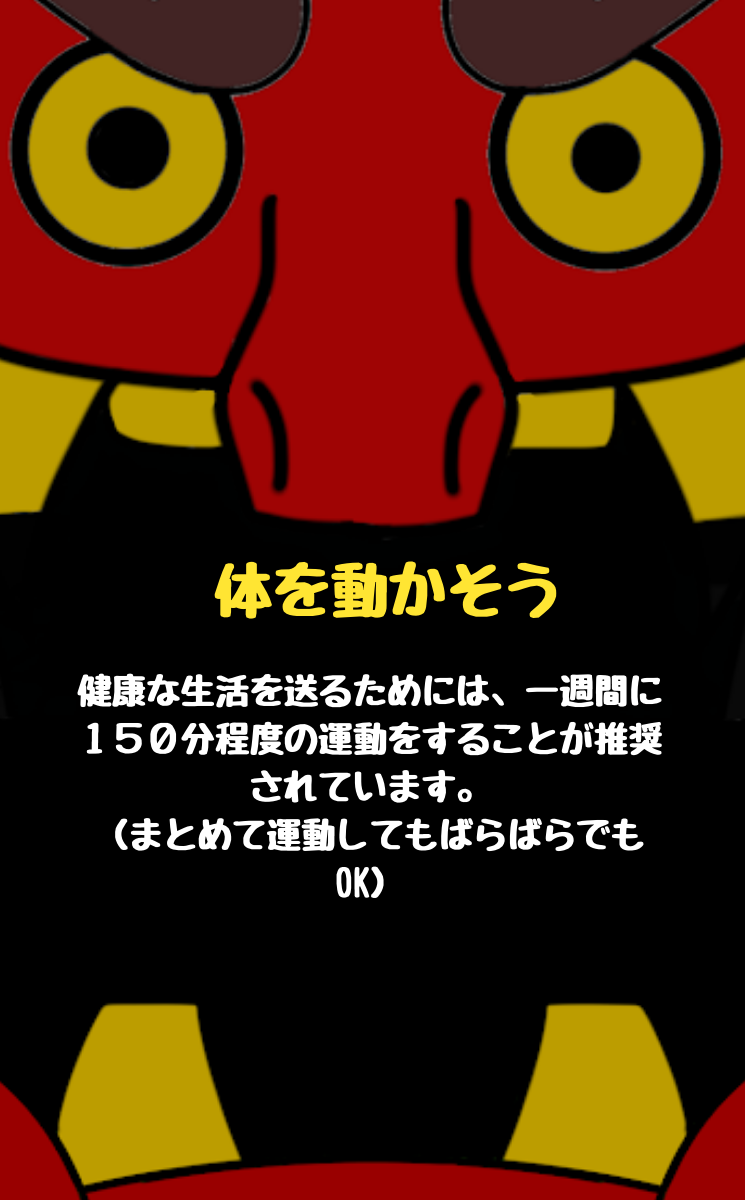 体を動かそう
健康な生活を送るためには、一週間に
１５０分程度の運動をすることが推奨
されています。
(まとめて運動してもばらばらでも
OK)